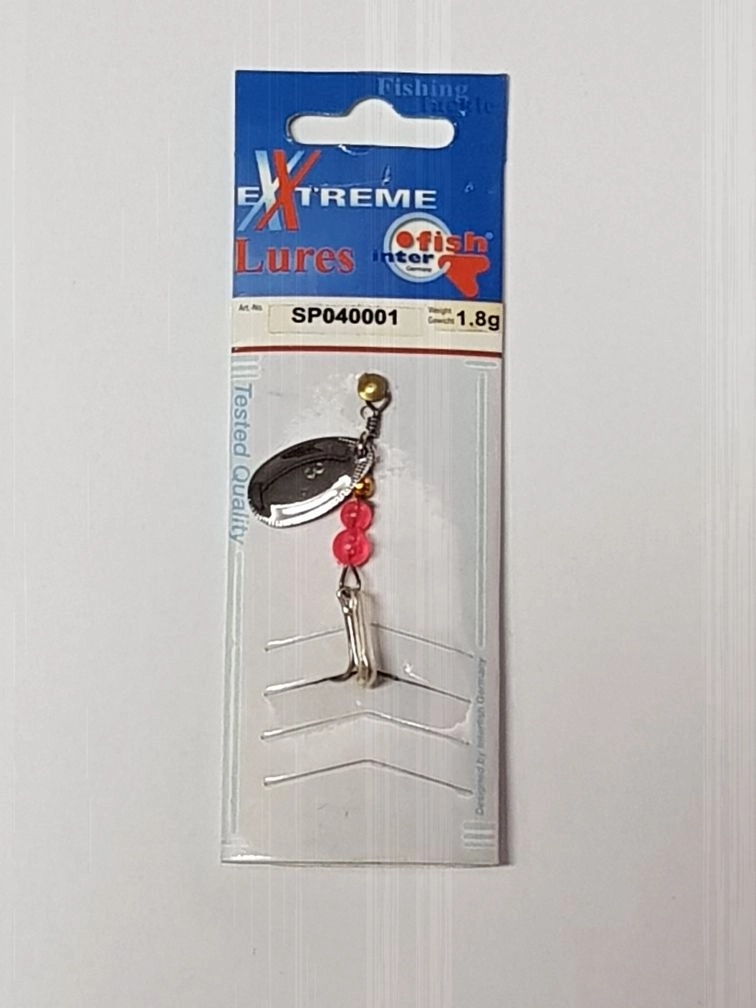 Fishing
Tackle
EXTREME
Lures
fish®
inter
Germany
Art.-No.
SP040001
Weight
Gewicht
1.8g
Tested Quality
Designed by Interfish Germany